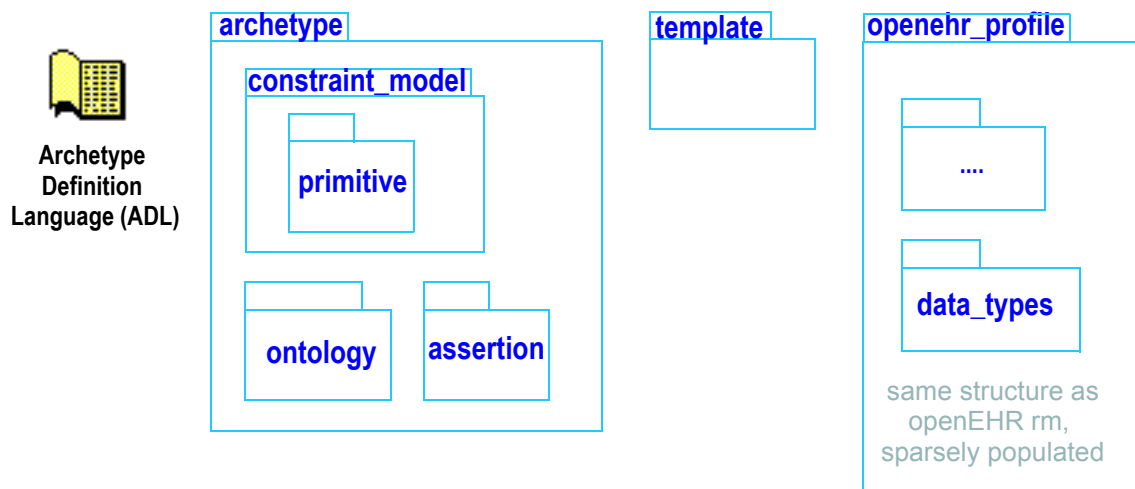 archetype
template
openehr_profile
constraint_model
primitive
....
Archetype
Definition
Language (ADL)
ontology
assertion
data_types
same structure as
openEHR rm,
sparsely populated